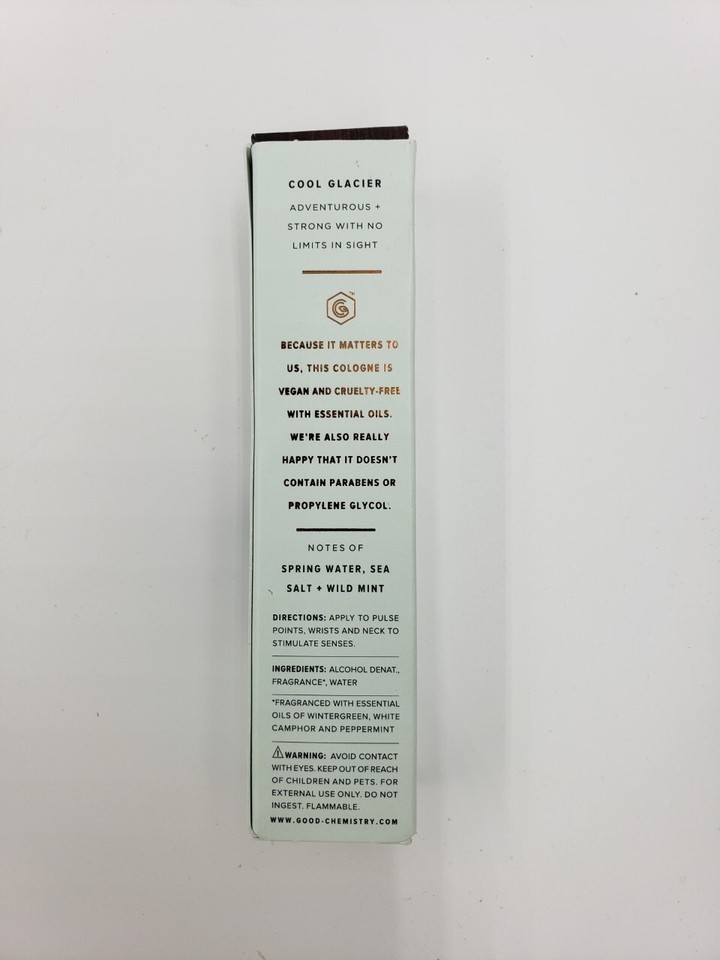 COOL GLACIER
ADVENTUROUS +
STRONG WITH NO
LIMITS IN SIGHT
™
BECAUSE IT MATTERS TO
US, THIS COLOGNE IS
VEGAN AND CRUELTY-FREE
WITH ESSENTIAL OILS.
WE'RE ALSO REALLY
HAPPY THAT IT DOESN'T
CONTAIN PARABENS OR
PROPYLENE GLYCOL.
NOTES OF
SPRING WATER, SEA
SALT + WILD MINT
DIRECTIONS: APPLY TO PULSE
POINTS, WRISTS AND NECK TO
STIMULATE SENSES.
INGREDIENTS: ALCOHOL DENAT.,
FRAGRANCE*, WATER
*FRAGRANCED WITH ESSENTIAL
OILS OF WINTERGREEN, WHITE
CAMPHOR AND PEPPERMINT
⚠WARNING: AVOID CONTACT
WITH EYES. KEEP OUT OF REACH
OF CHILDREN AND PETS. FOR
EXTERNAL USE ONLY. DO NOT
INGEST. FLAMMABLE.
WWW.GOOD-CHEMISTRY.COM